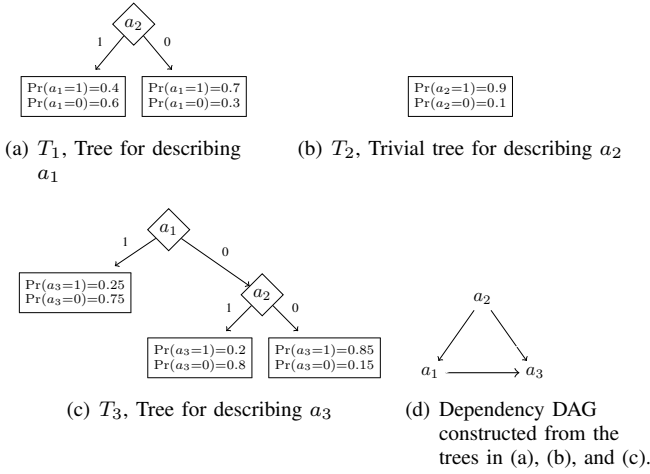 a₂
1 0
Pr(a₁=1)=0.4 Pr(a₁=1)=0.7
Pr(a₁=0)=0.6 Pr(a₁=0)=0.3
Pr(a₂=1)=0.9
Pr(a₂=0)=0.1
(a) T₁, Tree for describing
a₁
(b) T₂, Trivial tree for describing a₂
a₁
1 0
Pr(a₃=1)=0.25
Pr(a₃=0)=0.75
a₂
1 0
Pr(a₃=1)=0.2 Pr(a₃=1)=0.85
Pr(a₃=0)=0.8 Pr(a₃=0)=0.15
(c) T₃, Tree for describing a₃
a₂
a₁ a₃
(d) Dependency DAG
constructed from the
trees in (a), (b), and (c).